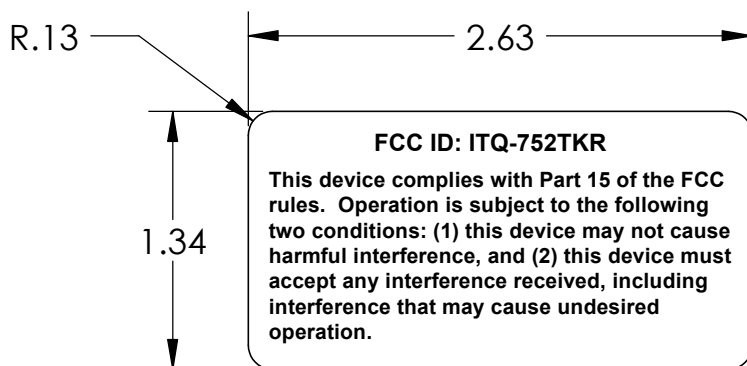 R.13
2.63
1.34
FCC ID: ITQ-752TKR
This device complies with Part 15 of the FCC
rules.  Operation is subject to the following
two conditions: (1) this device may not cause
harmful interference, and (2) this device must
accept any interference received, including
interference that may cause undesired
operation.